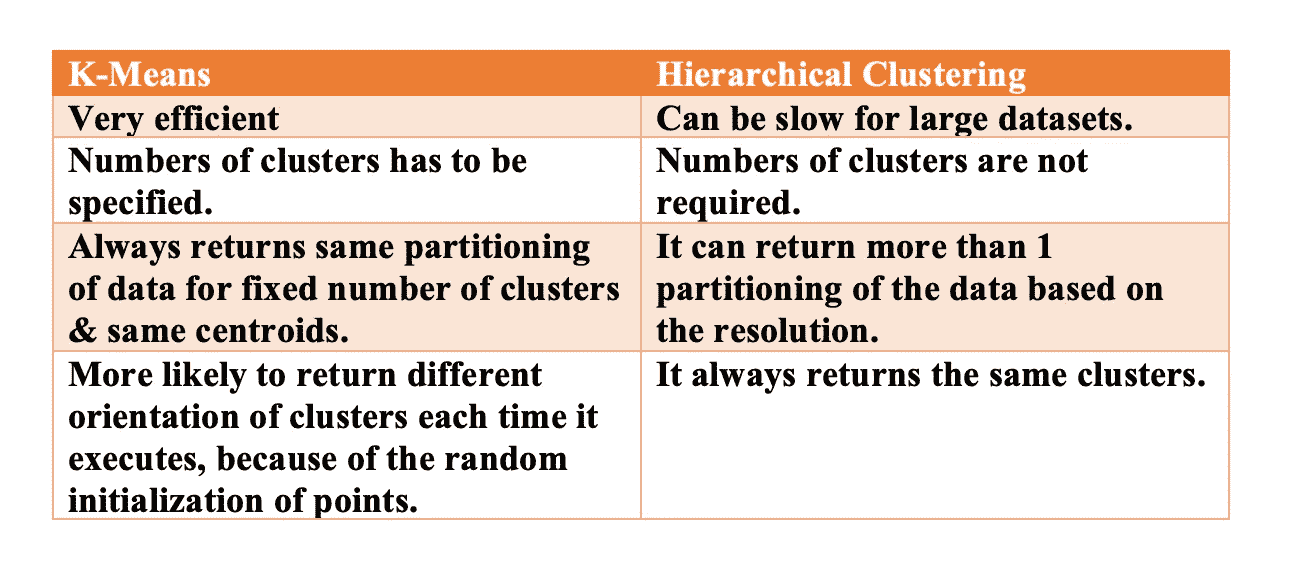 K-Means
Hierarchical Clustering
Very efficient
Can be slow for large datasets.
Numbers of clusters has to be
specified.
Numbers of clusters are not
required.
Always returns same partitioning
of data for fixed number of clusters
& same centroids.
It can return more than 1
partitioning of the data based on
the resolution.
More likely to return different
orientation of clusters each time it
executes, because of the random
initialization of points.
It always returns the same clusters.